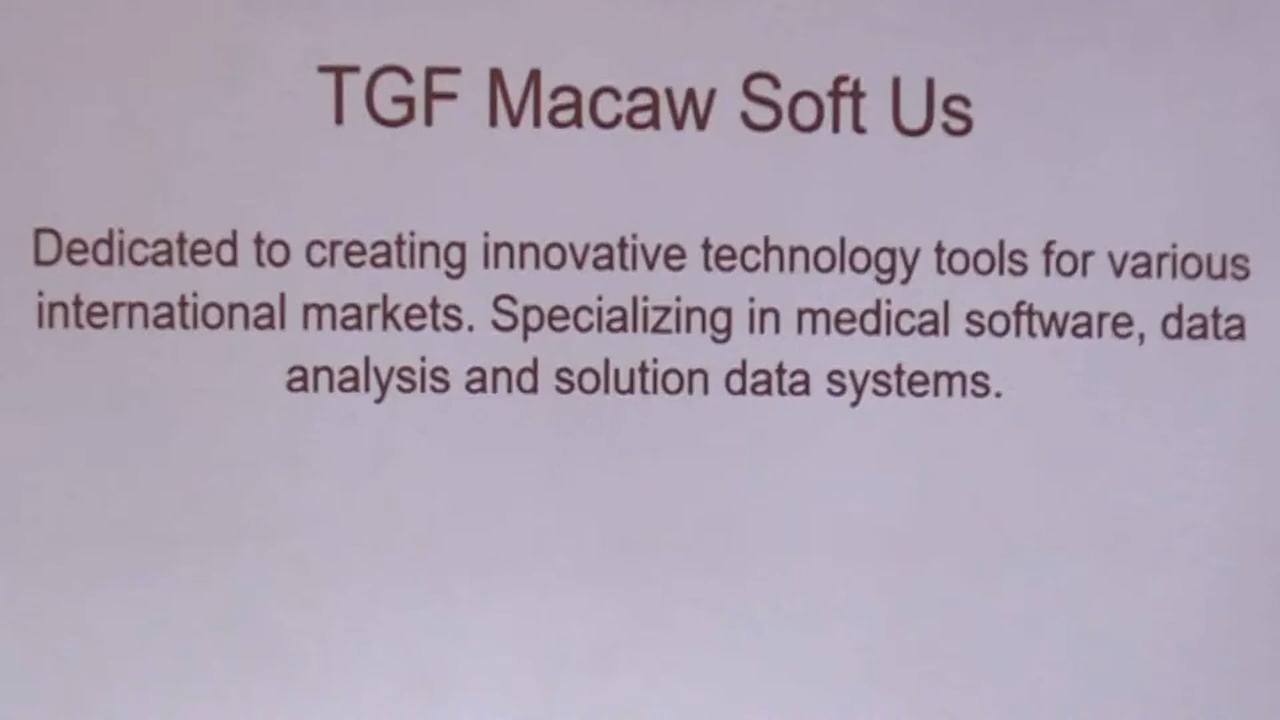 TGF Macaw Soft Us
Dedicated to creating innovative technology tools for various
international markets. Specializing in medical software, data
analysis and solution data systems.